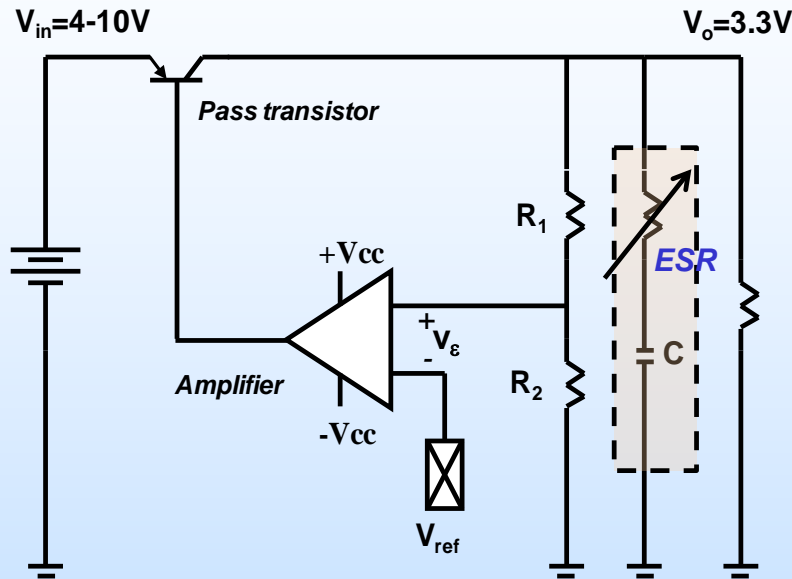 Vin=4-10V
Vo=3.3V
Pass transistor
R1
ESR
+Vcc
+
vε
-
C
Amplifier
R2
-Vcc
Vref